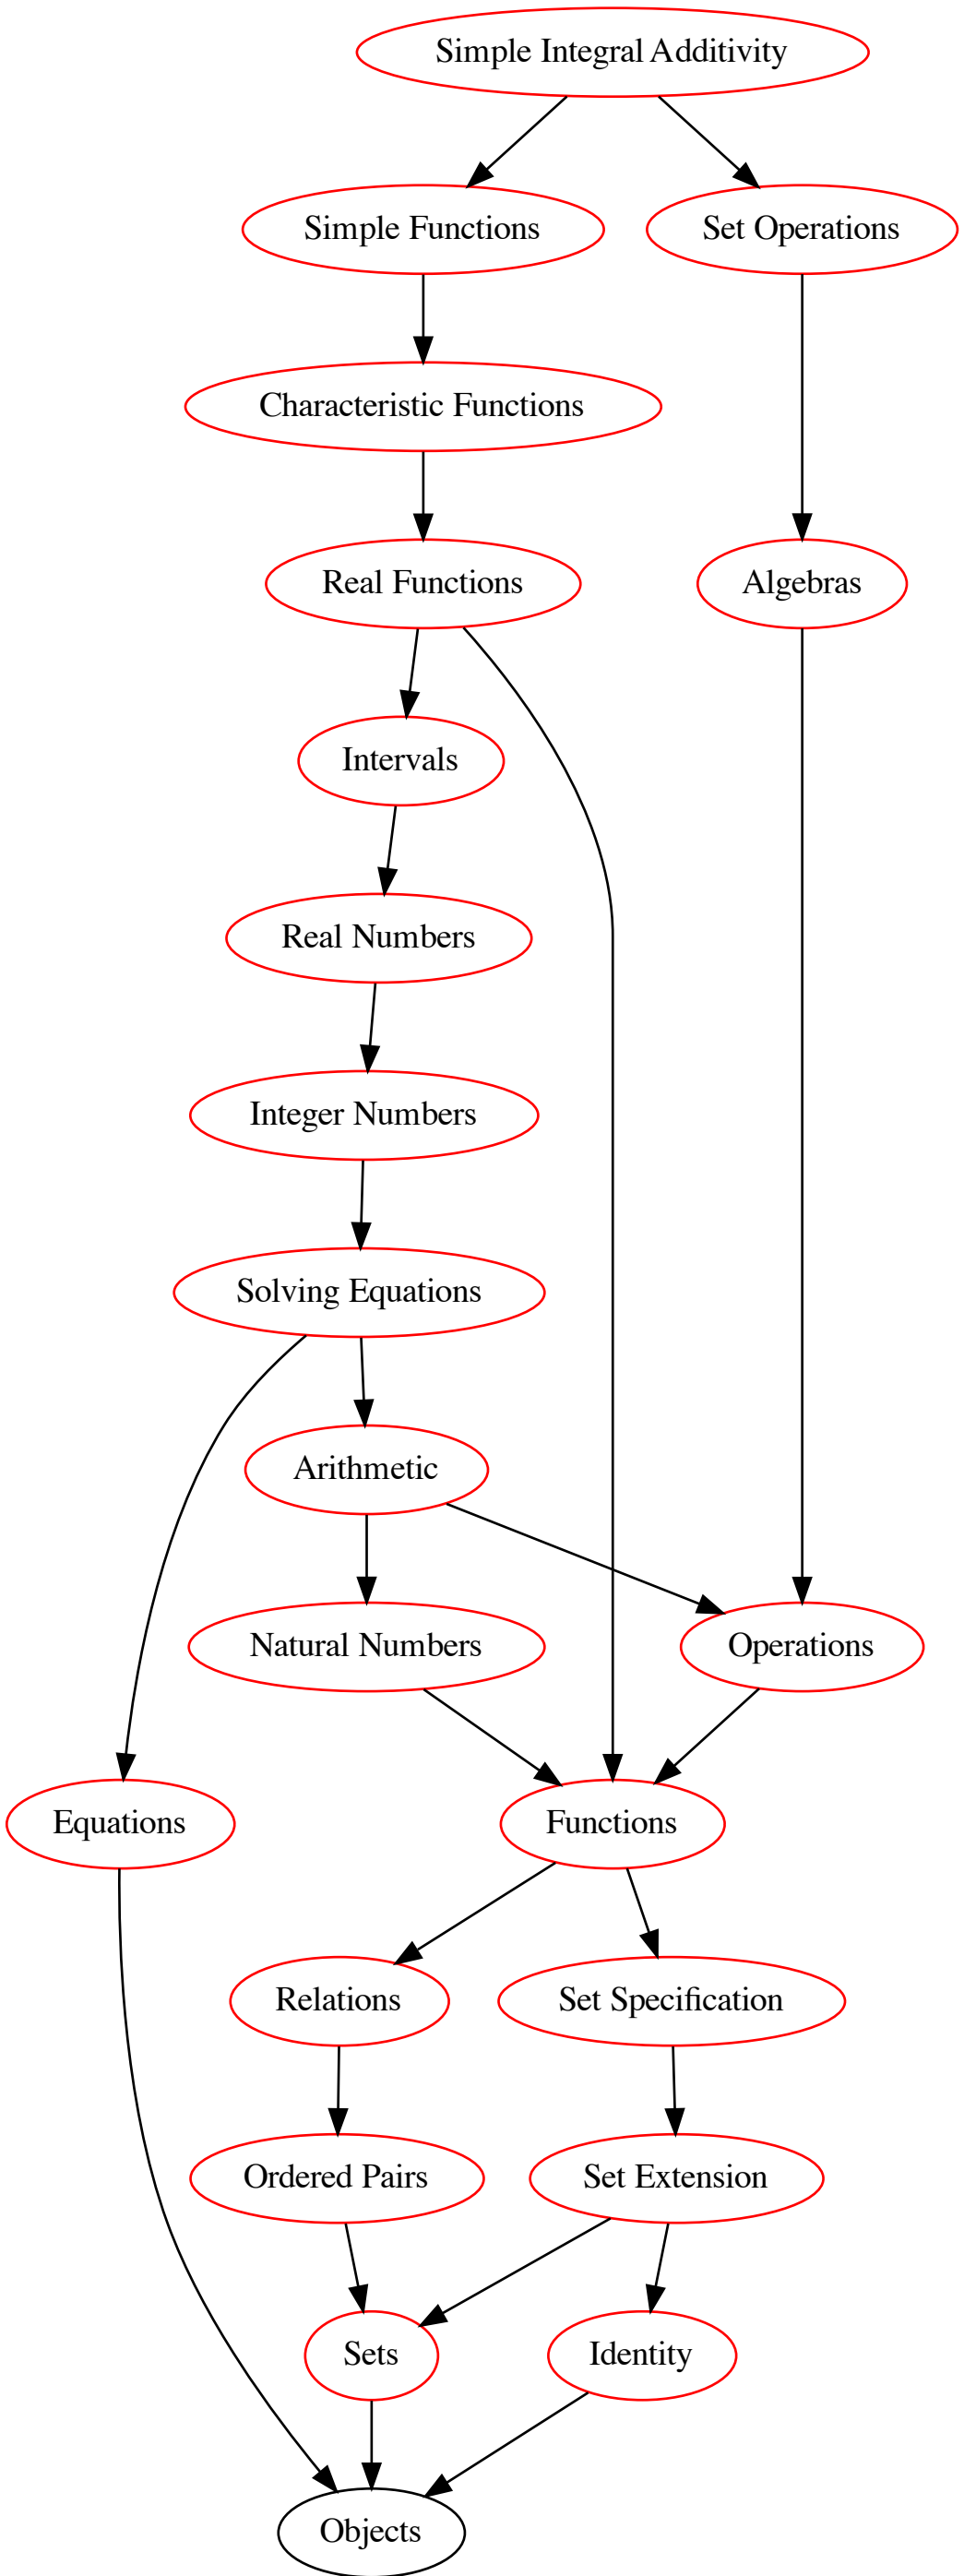 Simple Integral Additivity
Simple Functions
Set Operations
Characteristic Functions
Real Functions
Algebras
Intervals
Real Numbers
Integer Numbers
Solving Equations
Arithmetic
Natural Numbers
Operations
Equations
Functions
Relations
Set Specification
Ordered Pairs
Set Extension
Sets
Identity
Objects